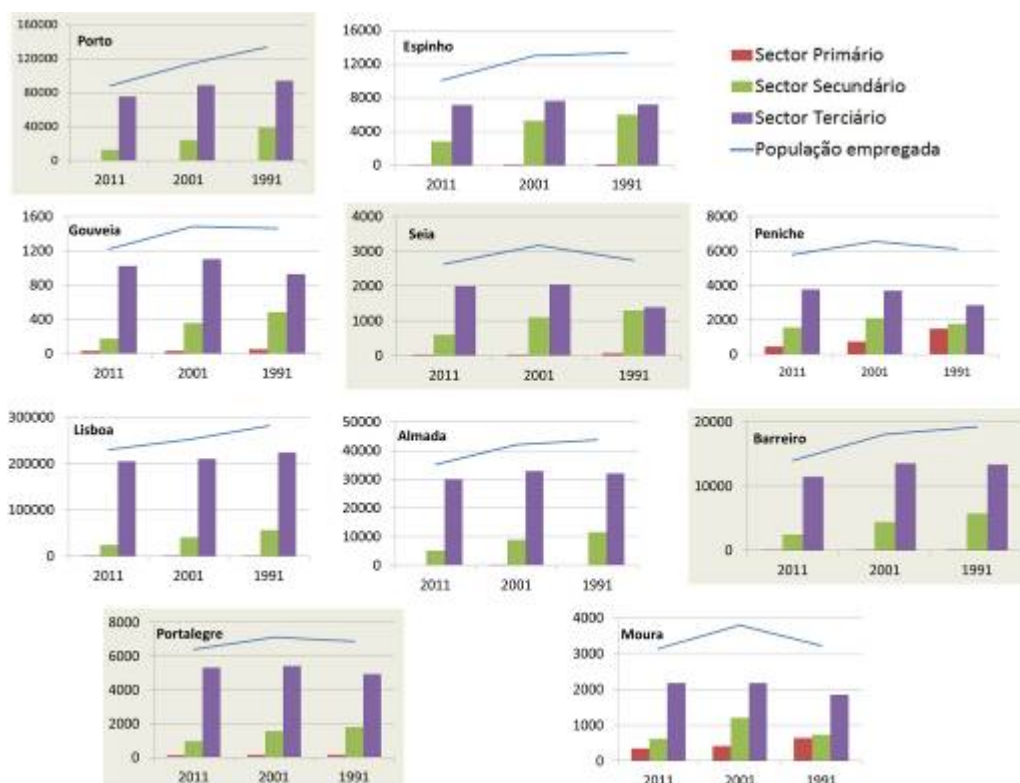 Porto
160000
120000
80000
40000
0
2011 2001 1991
Espinho
16000
12000
8000
4000
0
2011 2001 1991
Sector Primário
Sector Secundário
Sector Terciário
População empregada
Gouveia
1600
1200
800
400
0
2011 2001 1991
Seia
4000
3000
2000
1000
0
2011 2001 1991
Peniche
8000
6000
4000
2000
0
2011 2001 1991
Lisboa
300000
200000
100000
0
2011 2001 1991
Almada
50000
40000
30000
20000
10000
0
2011 2001 1991
Barreiro
20000
10000
0
2011 2001 1991
Portalegre
8000
6000
4000
2000
0
2011 2001 1991
Moura
4000
3000
2000
1000
0
2011 2001 1991